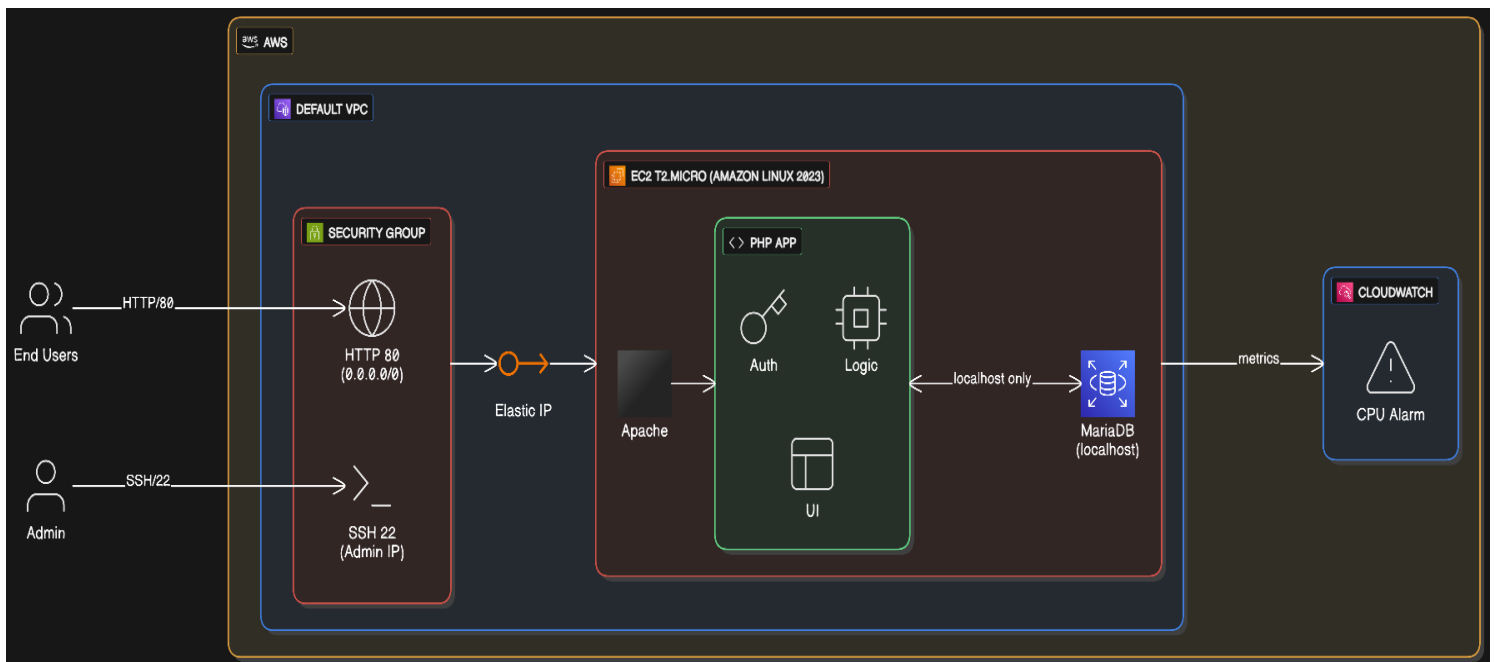 aws AWS
DEFAULT VPC
EC2 T2.MICRO (AMAZON LINUX 2023)
SECURITY GROUP
PHP APP
CLOUDWATCH
HTTP/80
End Users
HTTP 80
(0.0.0.0/0)
Auth
Logic
metrics
localhost only
Elastic IP
Apache
MariaDB
(localhost)
CPU Alarm
SSH/22
Admin
SSH 22
(Admin IP)
UI